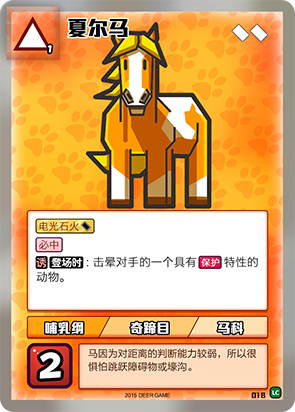 夏尔马
1
电光石火
必中
诱 登场时：击晕对手的一个具有 保护 特性的
动物。
哺乳纲 奇蹄目 马科
2
马因为对距离的判断能力较弱，所以很
惧怕跳跃障碍物或壕沟。
2015 DEER GAME
018 LC